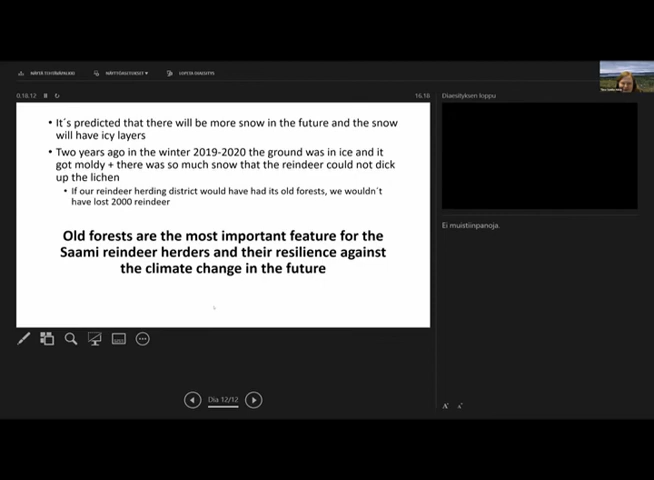 NÄYTÄ TEHTÄVÄPALKKI
NÄYTTÖASETUKSET
LOPETA DIAESITYS
0.18.12
16.18
Diaesityksen loppu
• It´s predicted that there will be more snow in the future and the snow
will have icy layers
• Two years ago in the winter 2019-2020 the ground was in ice and it
got moldy + there was so much snow that the reindeer could not dick
up the lichen
• If our reindeer herding district would have had its old forests, we wouldn´t
have lost 2000 reindeer
Old forests are the most important feature for the
Saami reindeer herders and their resilience against
the climate change in the future
Ei muistiinpanoja.
Dia 12/12
A A